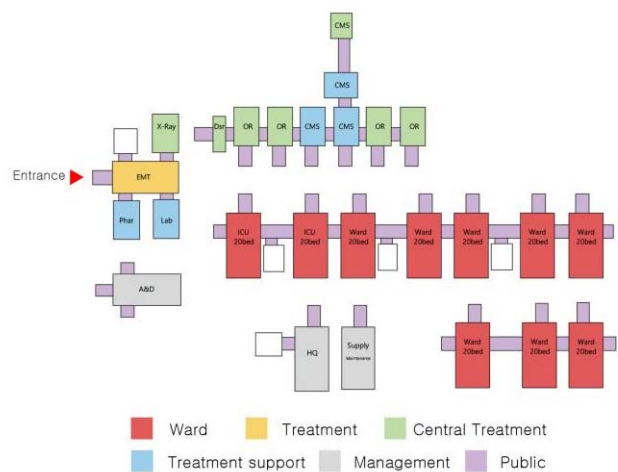 CMS
CMS
X-Ray
Dsr
OR
OR
CMS
CMS
OR
OR
Entrance
EMT
Phar
Lab
ICU
20bed
ICU
20bed
Ward
20bed
Ward
20bed
Ward
20bed
Ward
20bed
Ward
20bed
A&D
HQ
Supply
Maintenance
Ward
20bed
Ward
20bed
Ward
20bed
Ward
Treatment
Central Treatment
Treatment support
Management
Public